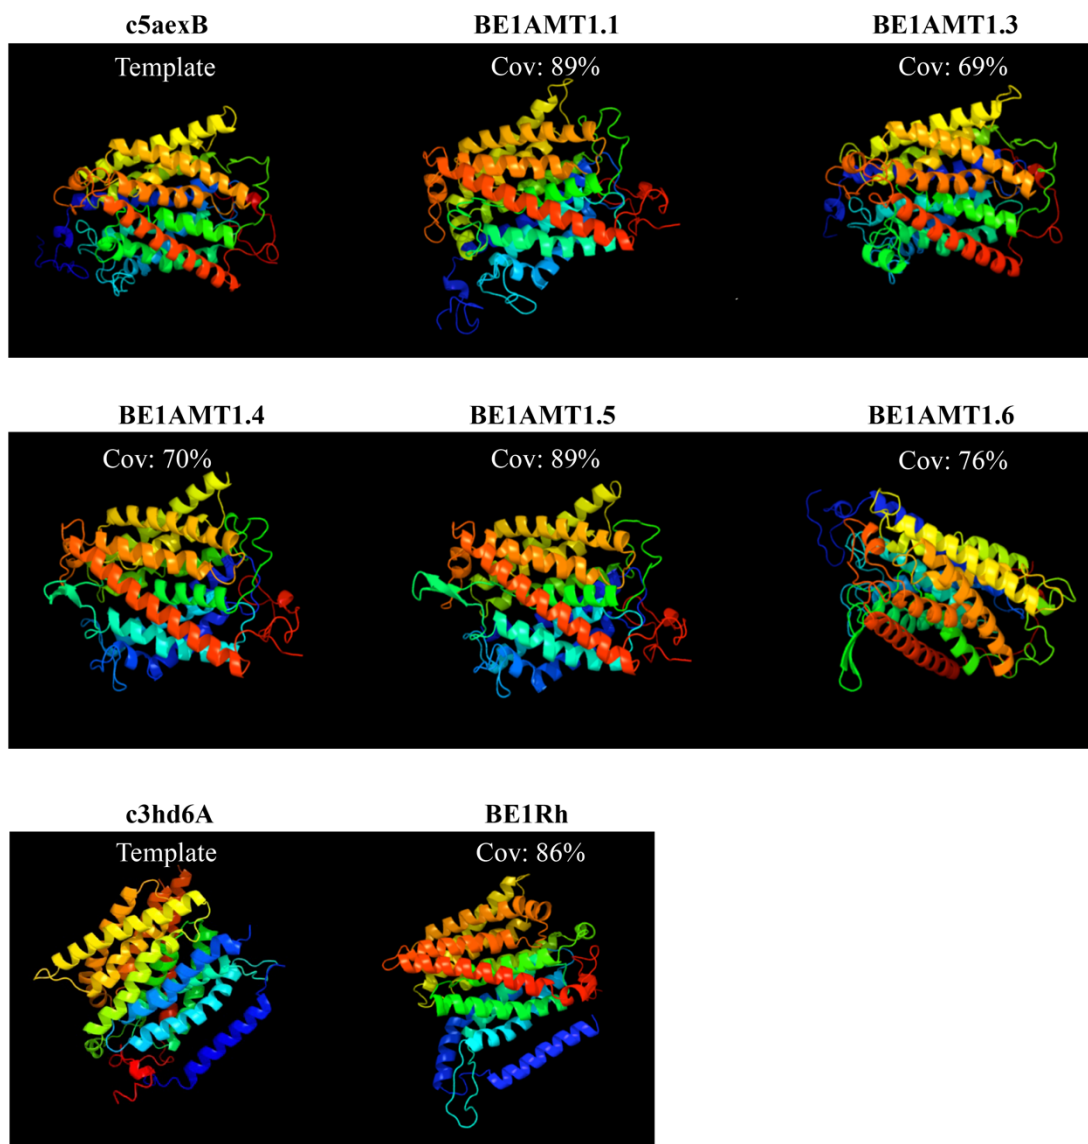 c5aexB BE1AMT1.1 BE1AMT1.3
Template Cov: 89% Cov: 69%
BE1AMT1.4 BE1AMT1.5 BE1AMT1.6
Cov: 70% Cov: 89% Cov: 76%
c3hd6A BE1Rh
Template Cov: 86%